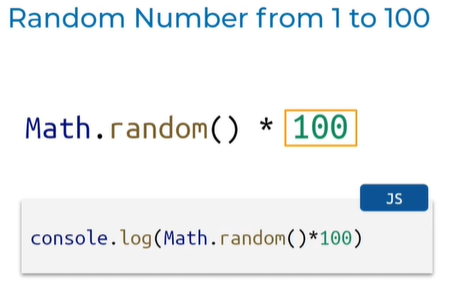 Random Number from 1 to 100
Math.random() * 100
JS
console.log(Math.random()*100)